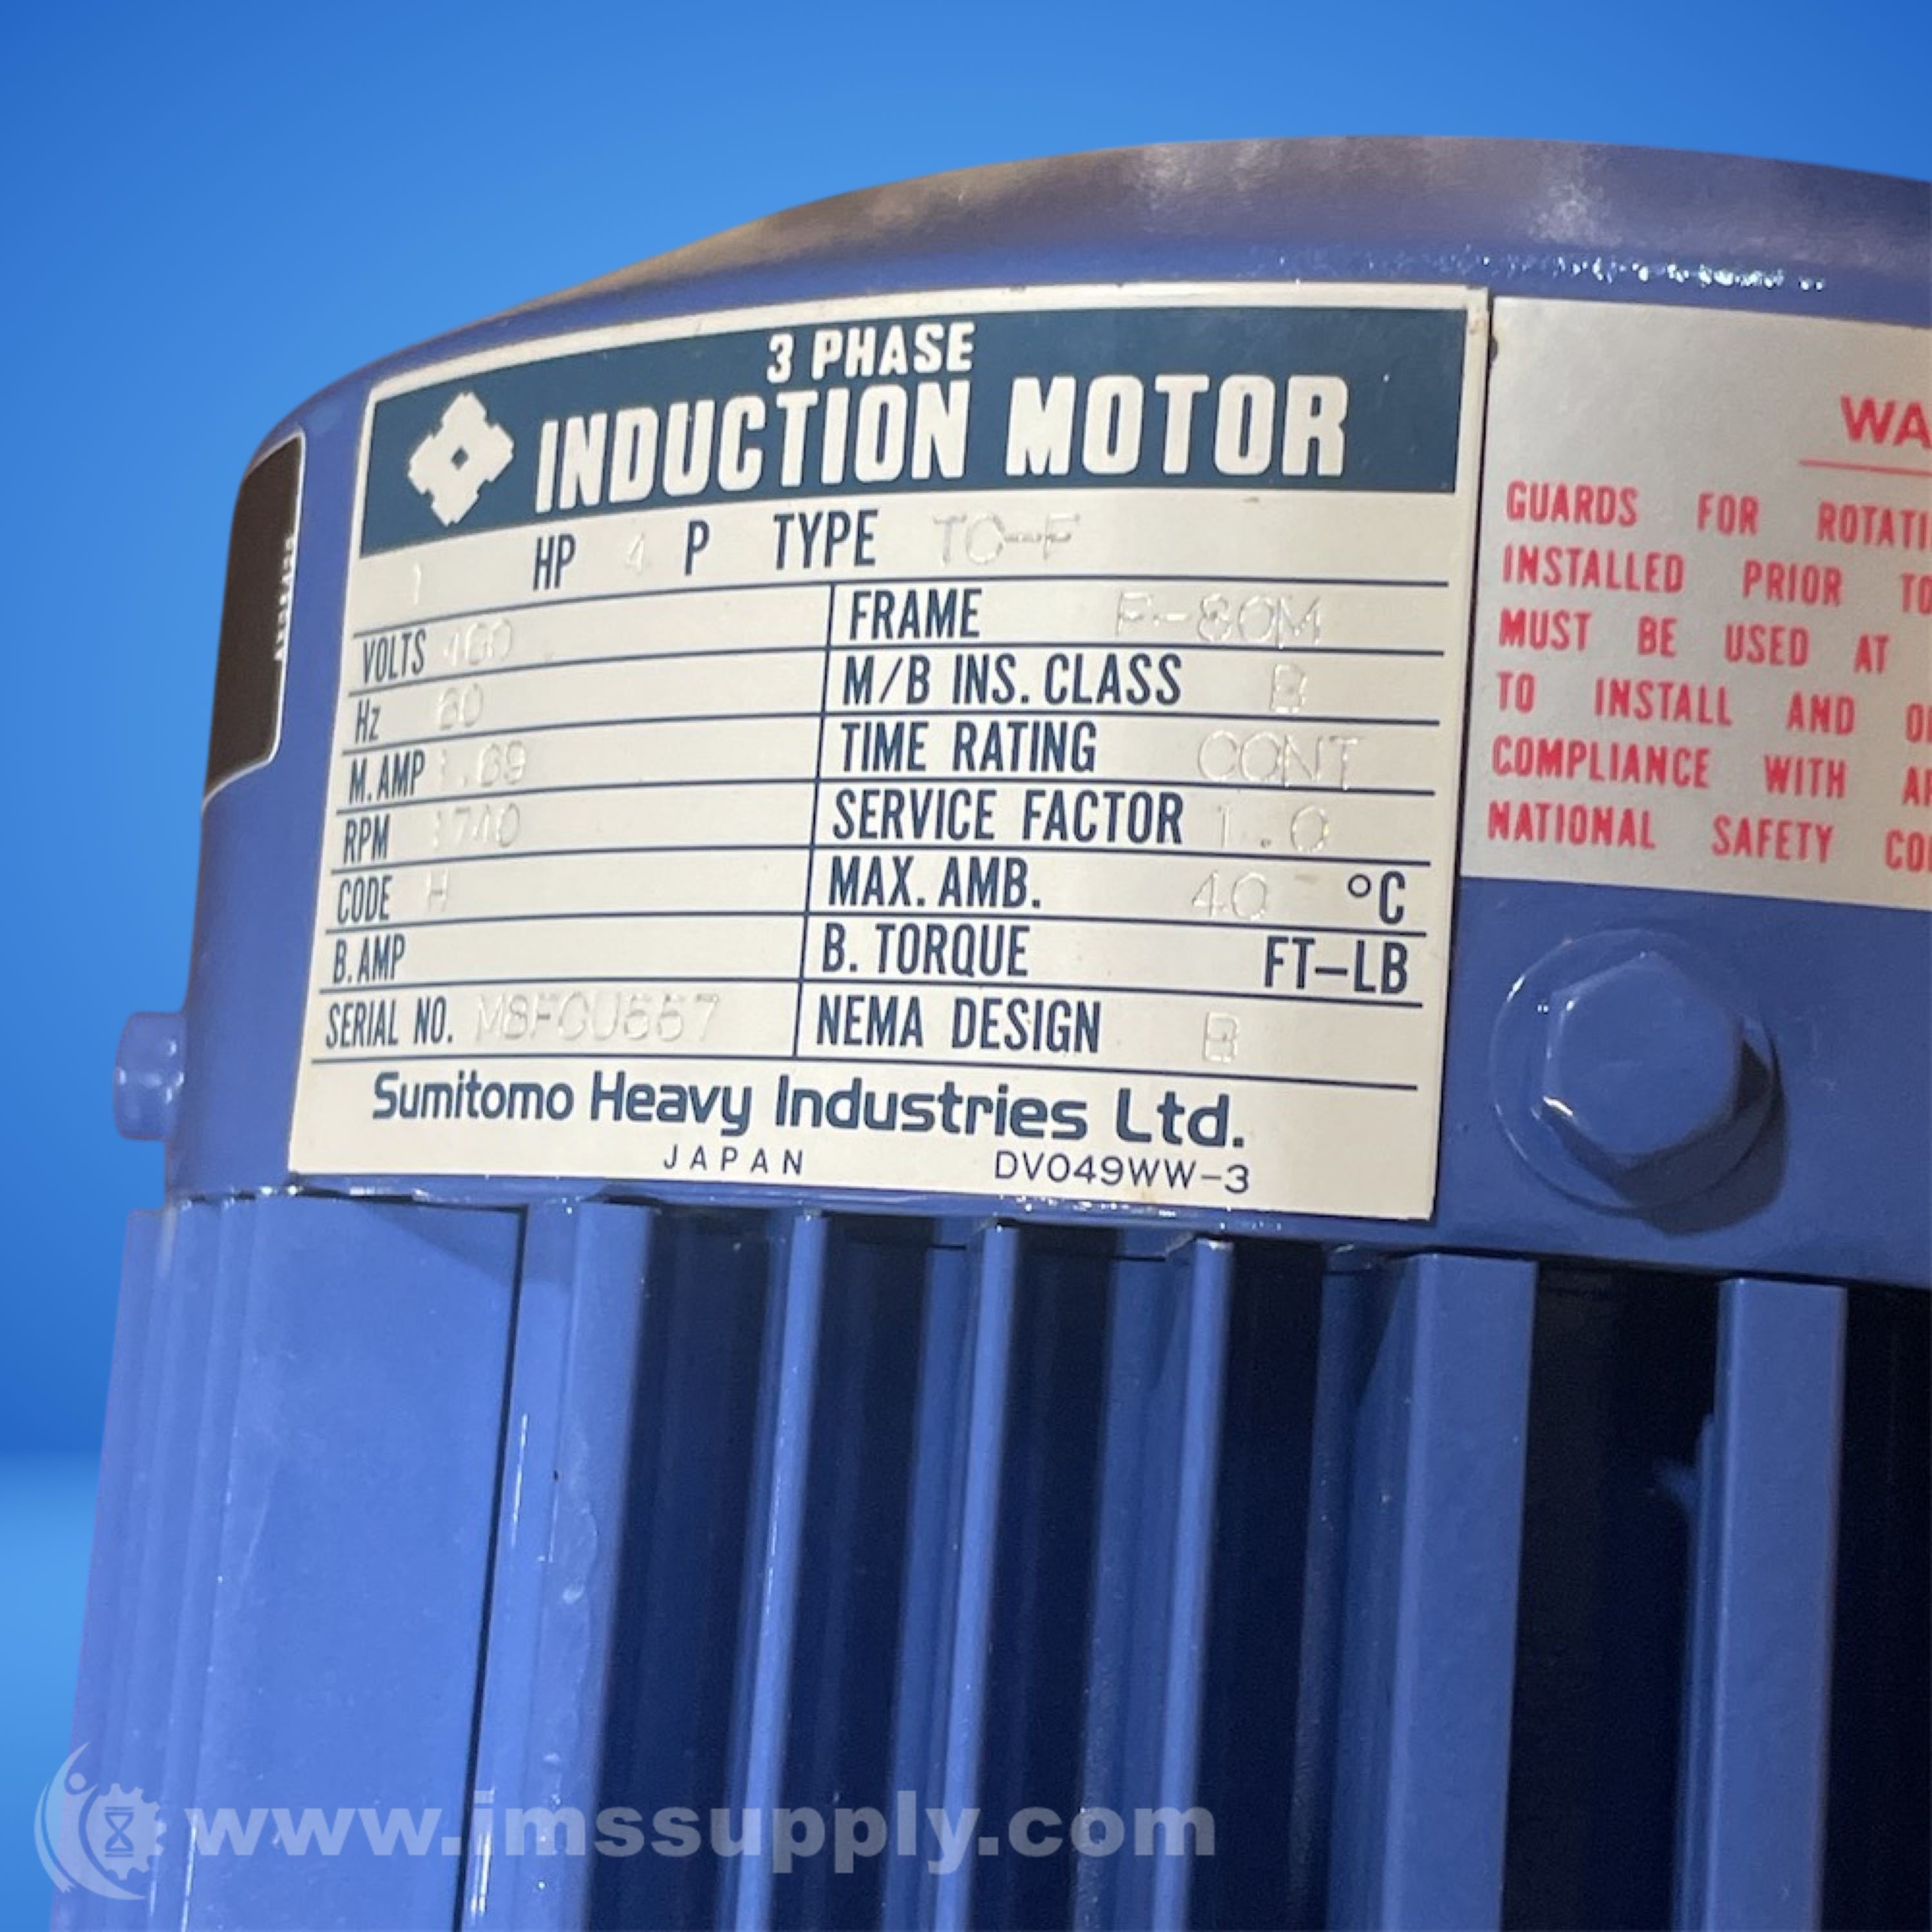 3 PHASE
INDUCTION MOTOR
1 HP 4 P TYPE TC-F
VOLTS 460
Hz 60
M. AMP 1.69
RPM 1740
CODE H
B. AMP
SERIAL NO.
FRAME F-80M
M/B INS. CLASS B
TIME RATING CONT
SERVICE FACTOR 1.0
MAX. AMB. 40 °C
B. TORQUE FT-LB
NEMA DESIGN B
Sumitomo Heavy Industries Ltd.
JAPAN DV049WW-3
WA
GUARDS FOR ROTATI
INSTALLED PRIOR TO
MUST BE USED AT
TO INSTALL AND
COMPLIANCE WITH
NATIONAL SAFETY CO
www.imssupply.com